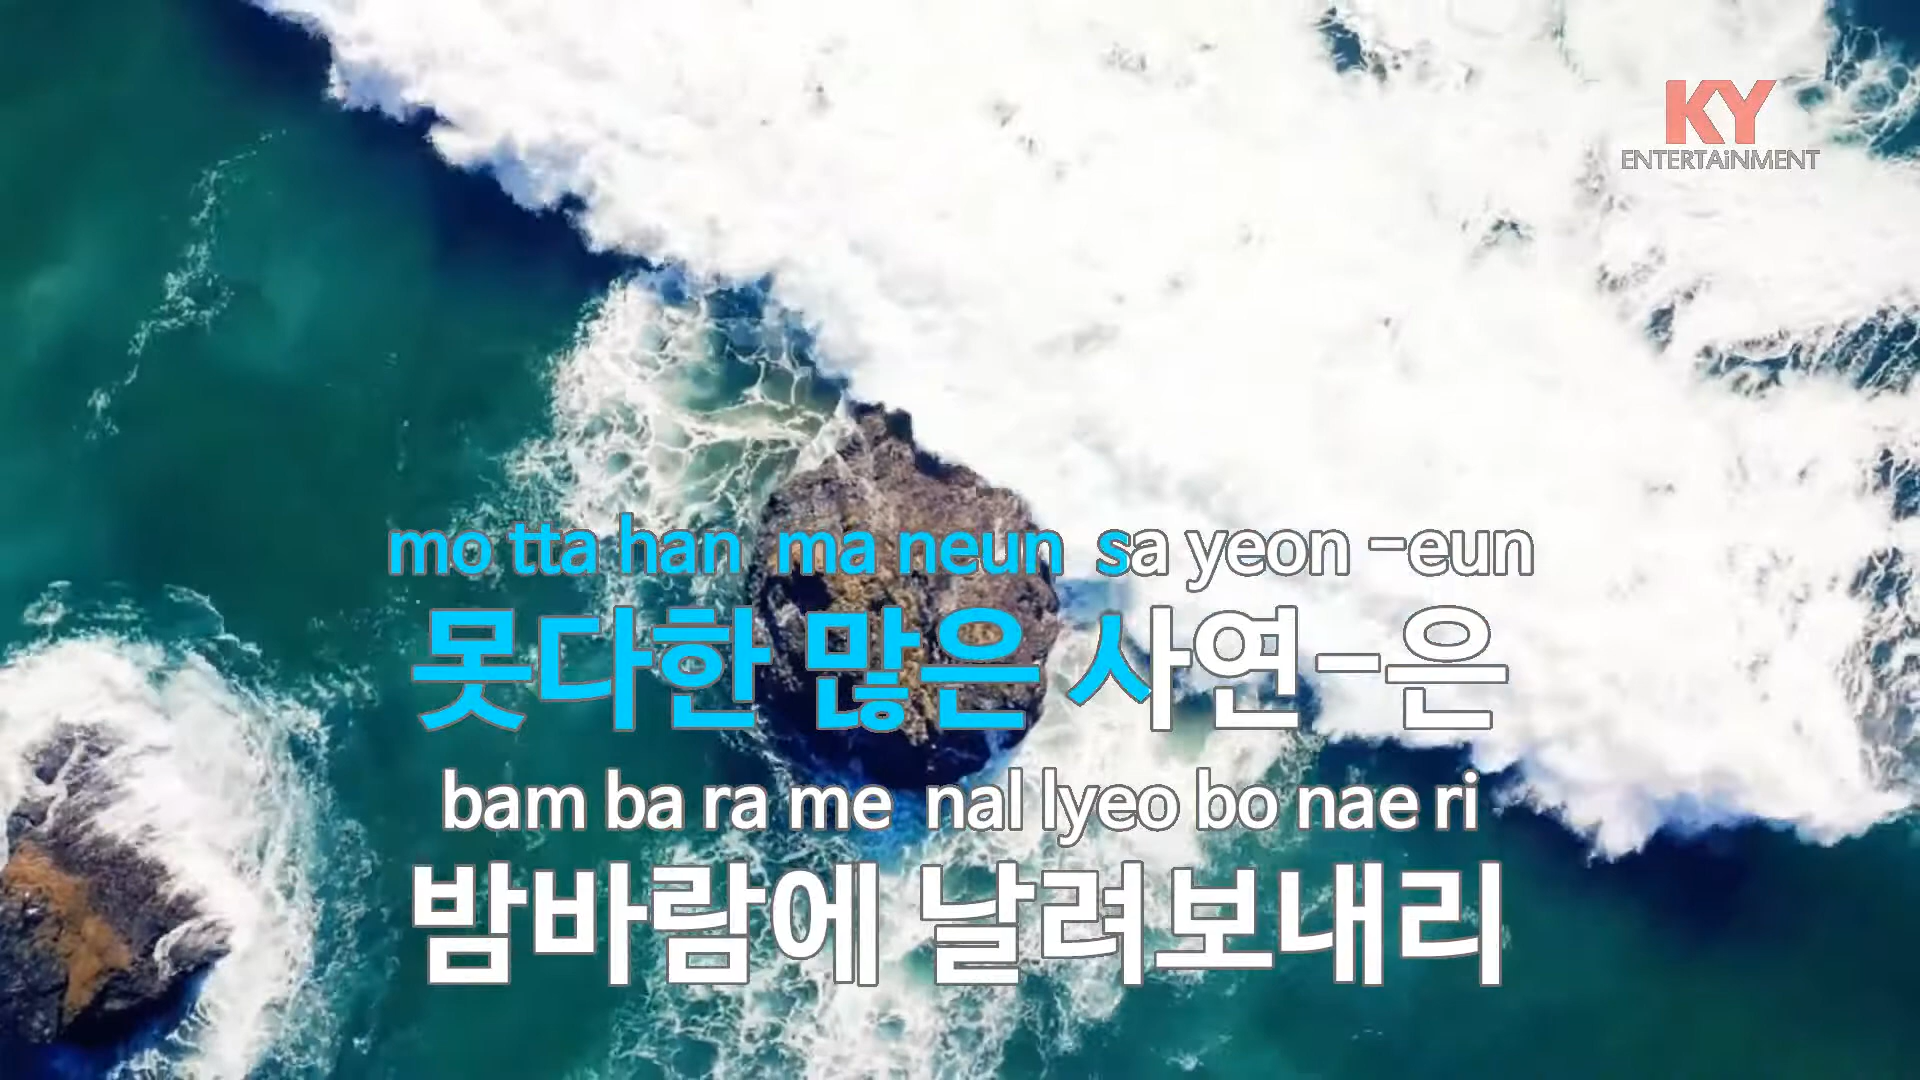 KY
ENTERTAiNMENT
mo tta han ma neun sa yeon -eun
못다한 많은 사연-은
bam ba ra me nal lyeo bo nae ri
밤바람에 날려보내리